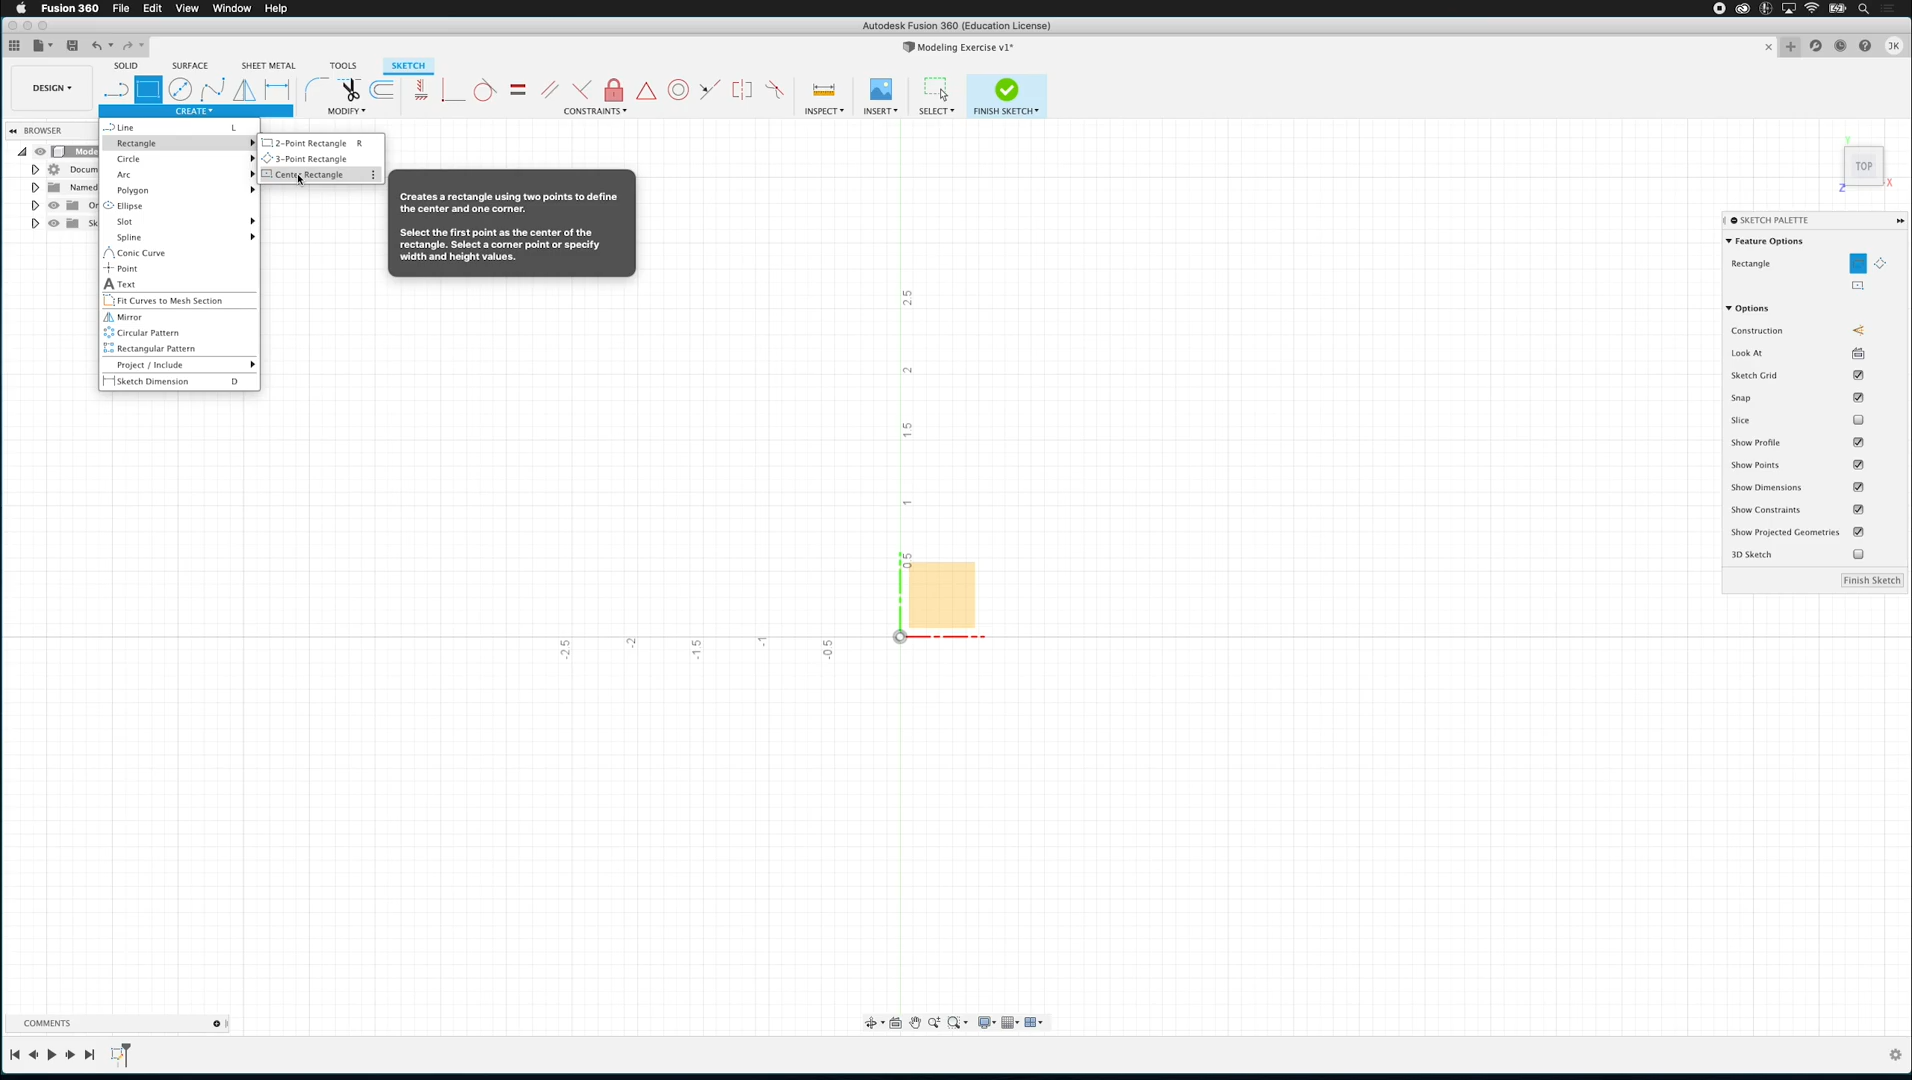 Fusion 360 File Edit View Window Help
Autodesk Fusion 360 (Education License)
Modeling Exercise v1*
JK
SOLID SURFACE SHEET METAL TOOLS SKETCH
DESIGN
CREATE MODIFY CONSTRAINTS INSPECT INSERT SELECT FINISH SKETCH
BROWSER
Mode
Docum
Named
Or
Sk
Line L
Rectangle
Circle
Arc
Polygon
Ellipse
Slot
Spline
Conic Curve
Point
Text
Fit Curves to Mesh Section
Mirror
Circular Pattern
Rectangular Pattern
Project / Include
Sketch Dimension D
2-Point Rectangle R
3-Point Rectangle
Center Rectangle
Creates a rectangle using two points to define
the center and one corner.
Select the first point as the center of the
rectangle. Select a corner point or specify
width and height values.
2.5
2
1.5
1
0.5
-2.5 -2 -1.5 -1 -0.5
TOP
Y
Z
X
SKETCH PALETTE
Feature Options
Rectangle
Options
Construction
Look At
Sketch Grid
Snap
Slice
Show Profile
Show Points
Show Dimensions
Show Constraints
Show Projected Geometries
3D Sketch
Finish Sketch
COMMENTS